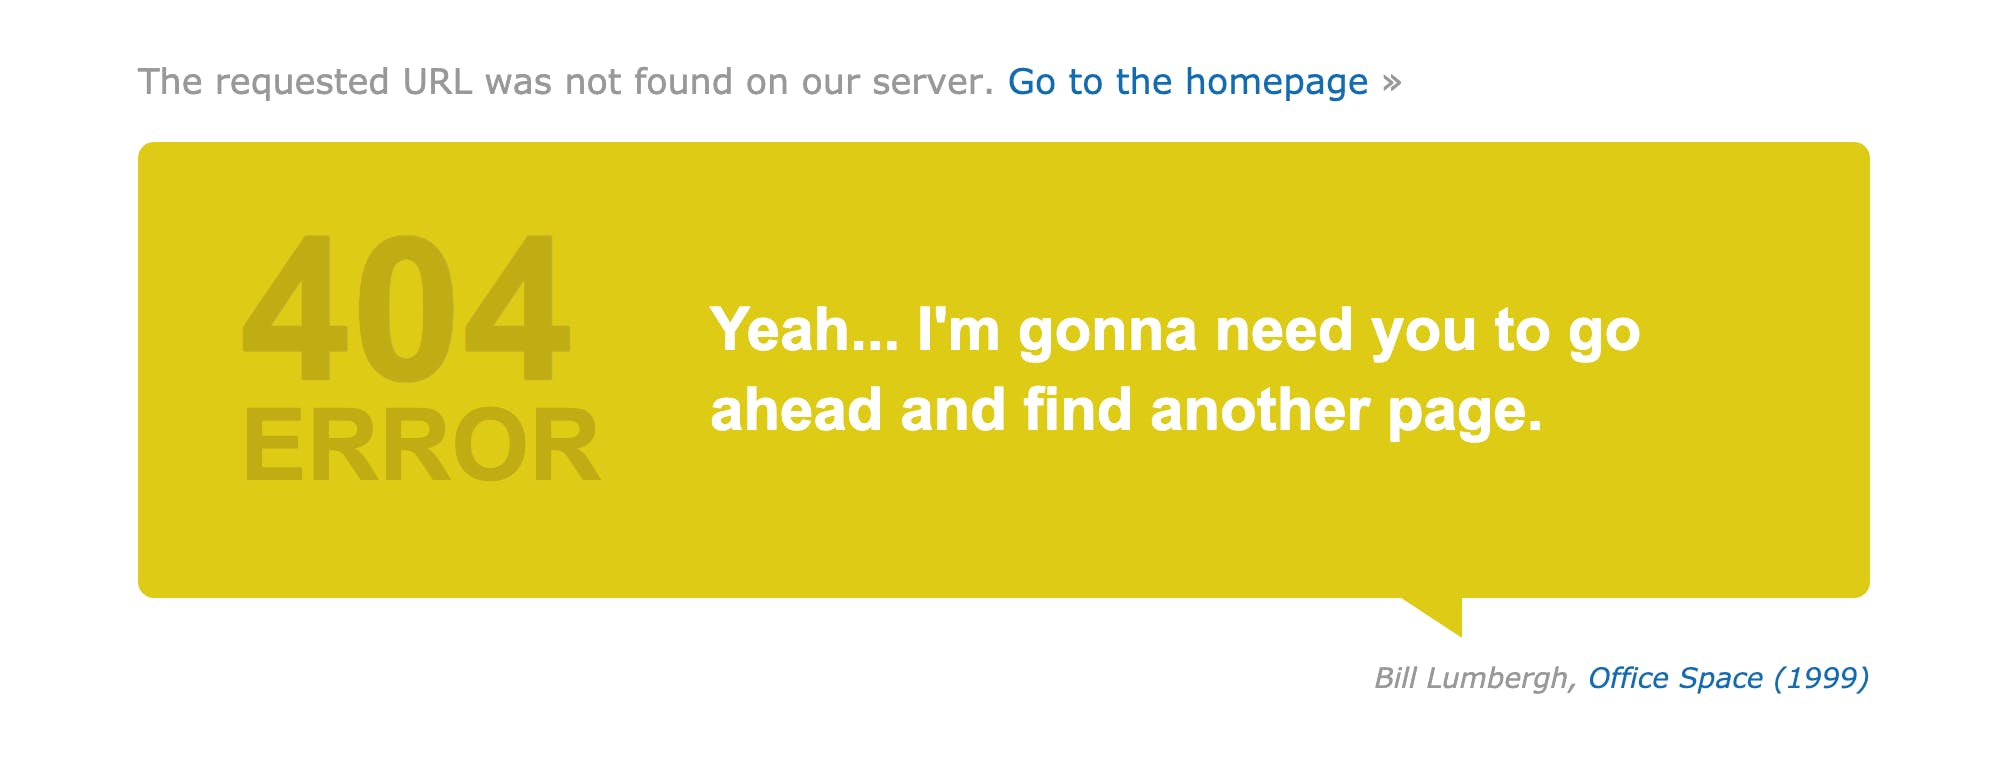 The requested URL was not found on our server. Go to the homepage »
404
ERROR
Yeah... I'm gonna need you to go
ahead and find another page.
Bill Lumbergh, Office Space (1999)